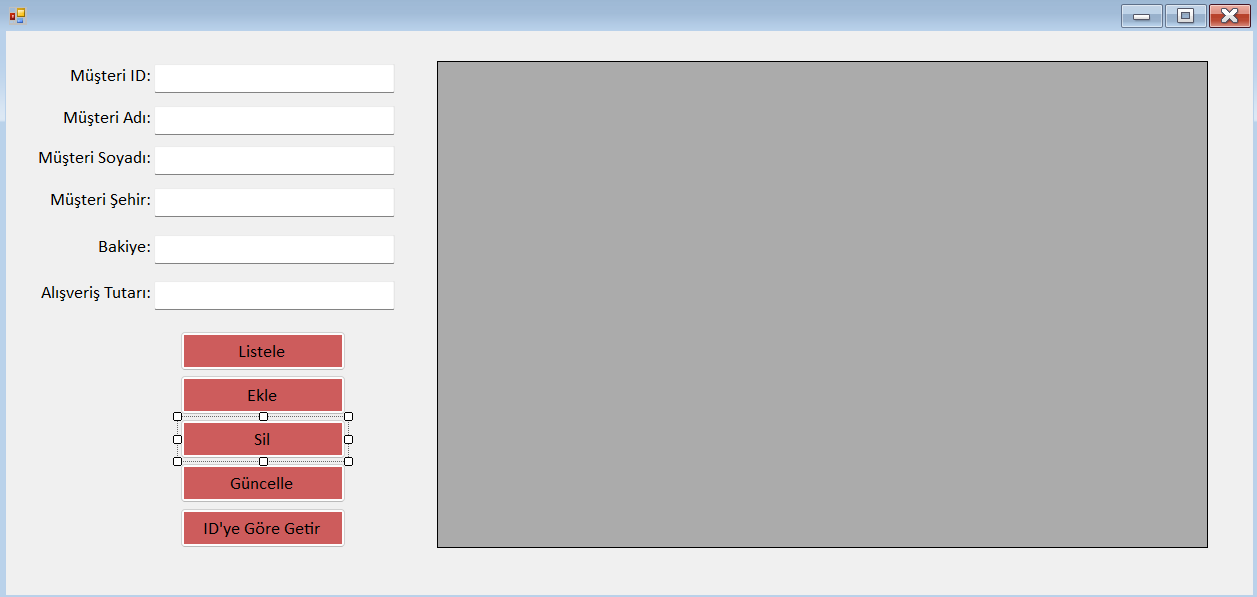 Müşteri ID:
Müşteri Adı:
Müşteri Soyadı:
Müşteri Şehir:
Bakiye:
Alışveriş Tutarı:
Listele
Ekle
Sil
Güncelle
ID'ye Göre Getir